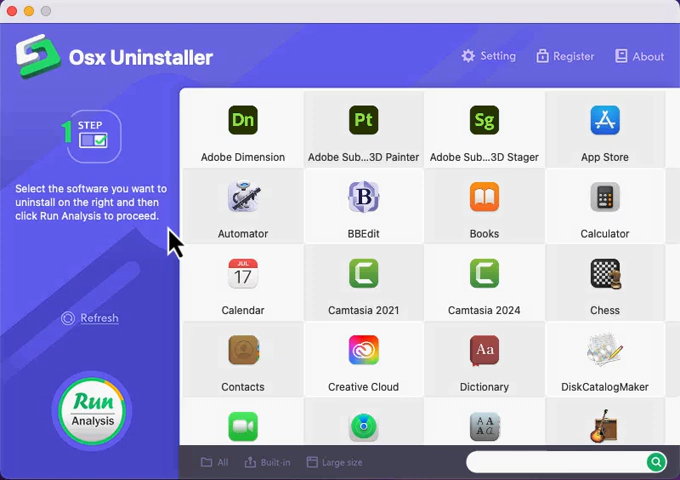 Osx Uninstaller
Setting
Register
About
1 STEP
Select the software you want to
uninstall on the right and then
click Run Analysis to proceed.
Refresh
Run
Analysis
Dn
Pt
Sg
Adobe Dimension
Adobe Sub...3D Painter
Adobe Sub...3D Stager
App Store
B
Automator
BBEdit
Books
Calculator
JUL
17
Calendar
Camtasia 2021
Camtasia 2024
Chess
Aa
Contacts
Creative Cloud
Dictionary
DiskCatalogMaker
A A
A A
All
Built-in
Large size